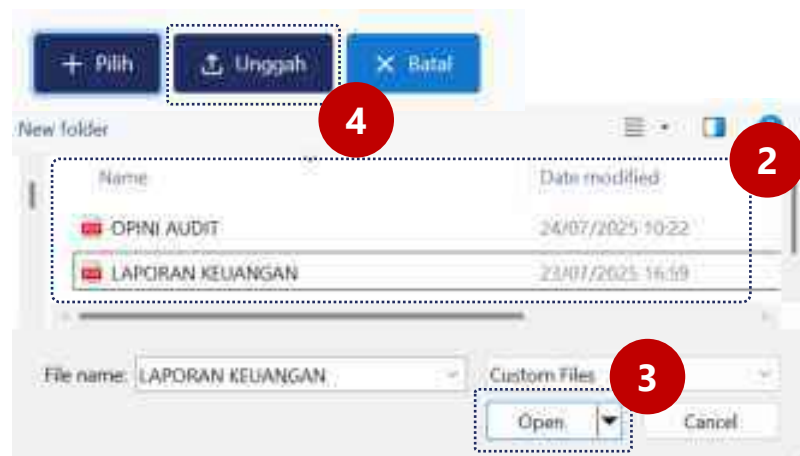 + Pilih Unggah × Batal
4
New folder
2
Name Date modified
OPINI AUDIT 24/07/2025 10:22
LAPORAN KEUANGAN 23/07/2025 16:59
File name: LAPORAN KEUANGAN Custom Files
3
Open Cancel